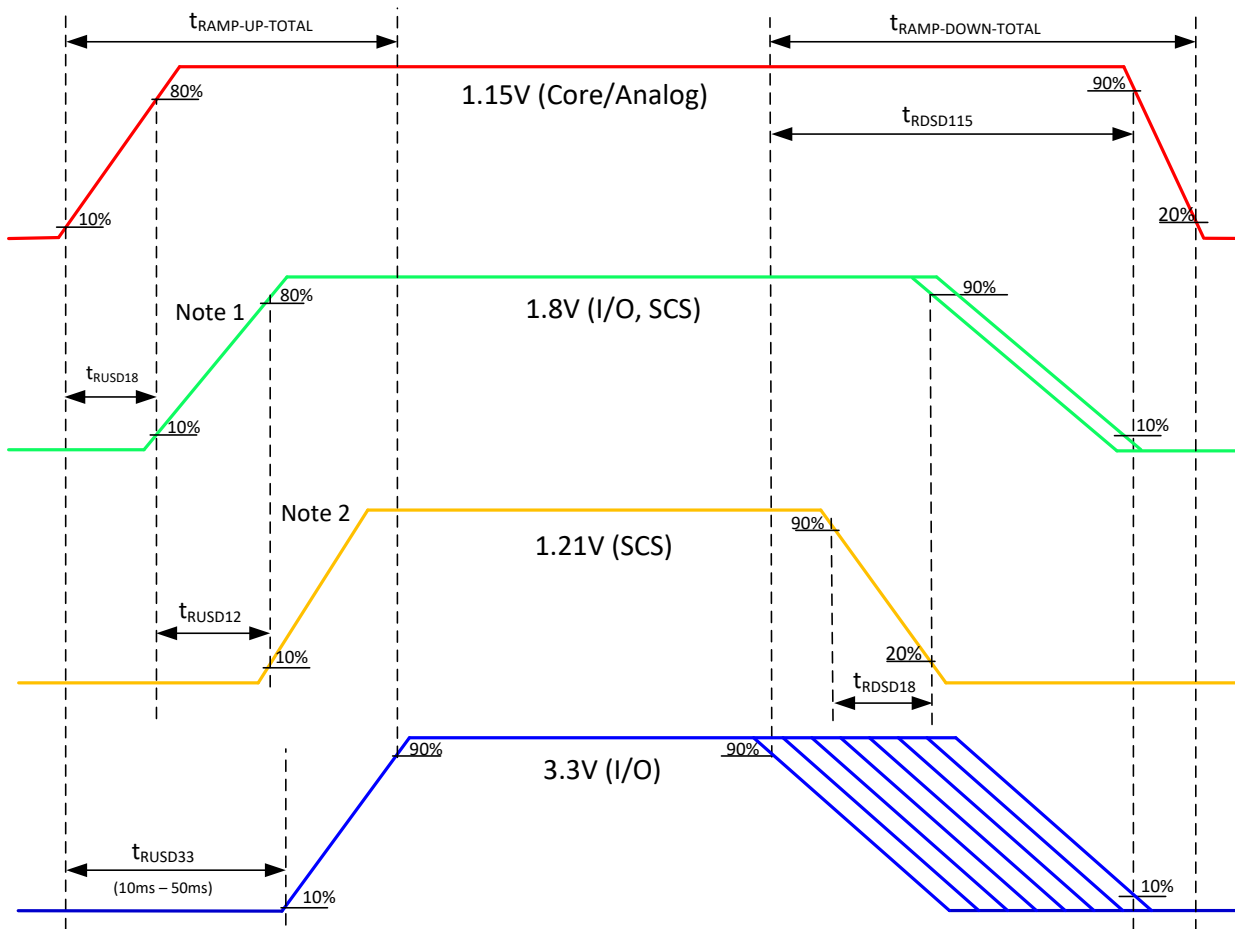 tRAMP-UP-TOTAL
tRAMP-DOWN-TOTAL
80%
1.15V (Core/Analog)
90%
tRDSD115
10%
20%
Note 1
80%
1.8V (I/O, SCS)
90%
tRUSD18
10%
10%
Note 2
90%
1.21V (SCS)
tRUSD12
10%
20%
tRDSD18
90%
90%
3.3V (I/O)
tRUSD33
(10ms – 50ms)
10%
10%